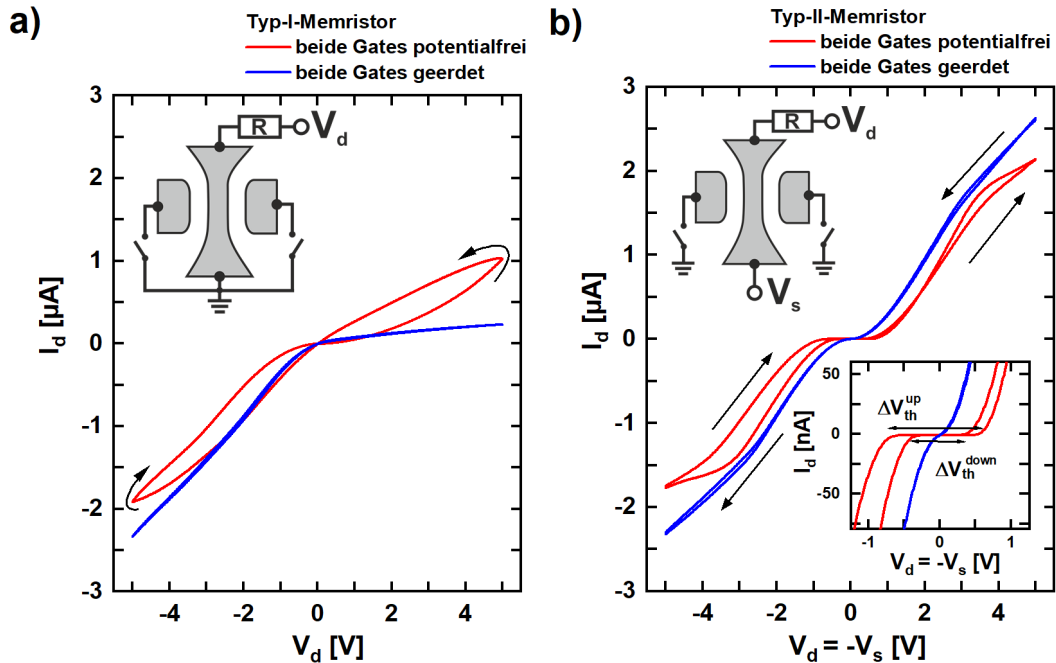 a)
Typ-I-Memristor
beide Gates potentialfrei
beide Gates geerdet
R
V_d
I_d [µA]
3
2
1
0
-1
-2
-3
-4
-2
0
2
4
V_d [V]
b)
Typ-II-Memristor
beide Gates potentialfrei
beide Gates geerdet
R
V_d
V_s
I_d [µA]
3
2
1
0
-1
-2
-3
-4
-2
0
2
4
V_d = -V_s [V]
I_d [nA]
50
0
-50
ΔV_th^up
ΔV_th^down
-1
0
1
V_d = -V_s [V]